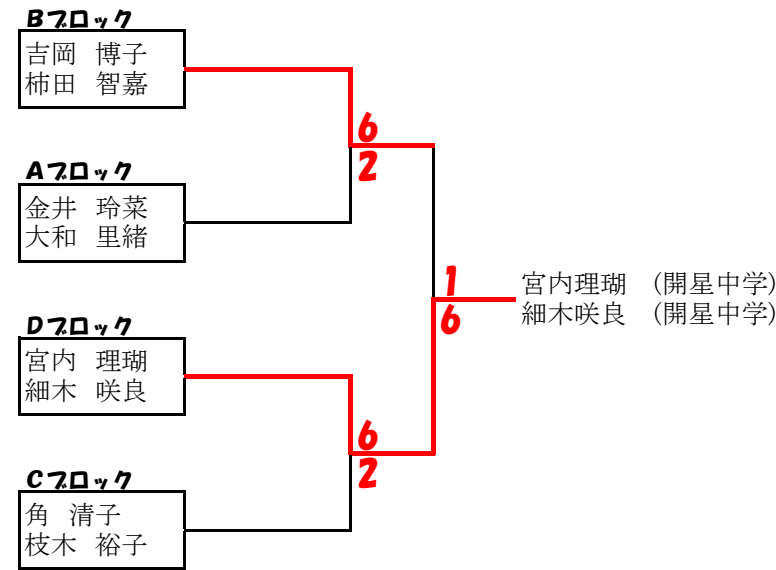 Bブロック
吉岡 博子
柿田 智嘉
6
2
Aブロック
金井 玲菜
大和 里緒
1
6
宮内理瑚 (開星中学)
細木咲良 (開星中学)
Dブロック
宮内 理瑚
細木 咲良
6
2
Cブロック
角 清子
枝木 裕子